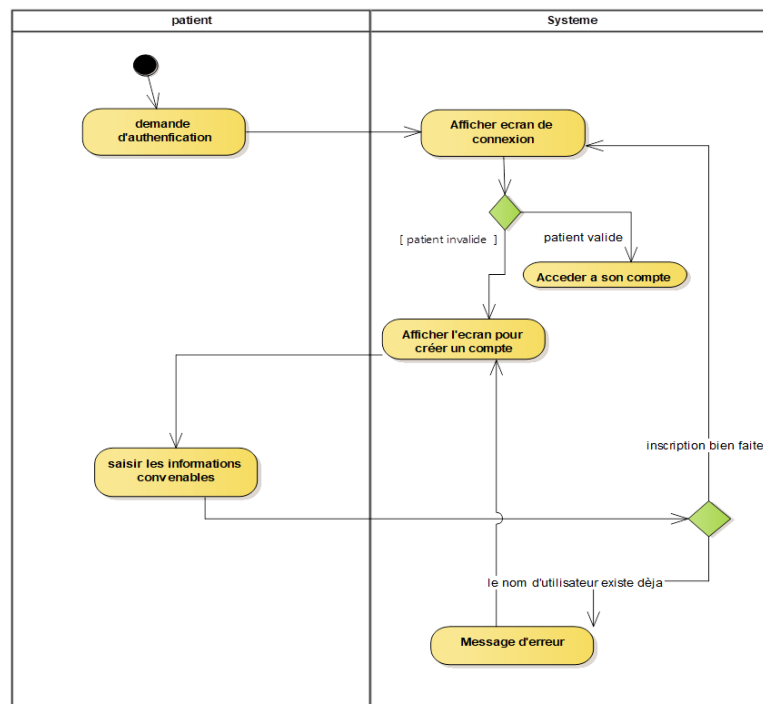 patient
Systeme
demande
d'authenfication
Afficher ecran de
connexion
[ patient invalide ]
patient valide
Acceder a son compte
Afficher l'ecran pour
créer un compte
inscription bien faite
saisir les informations
convenables
le nom d'utilisateur existe dèja
Message d'erreur